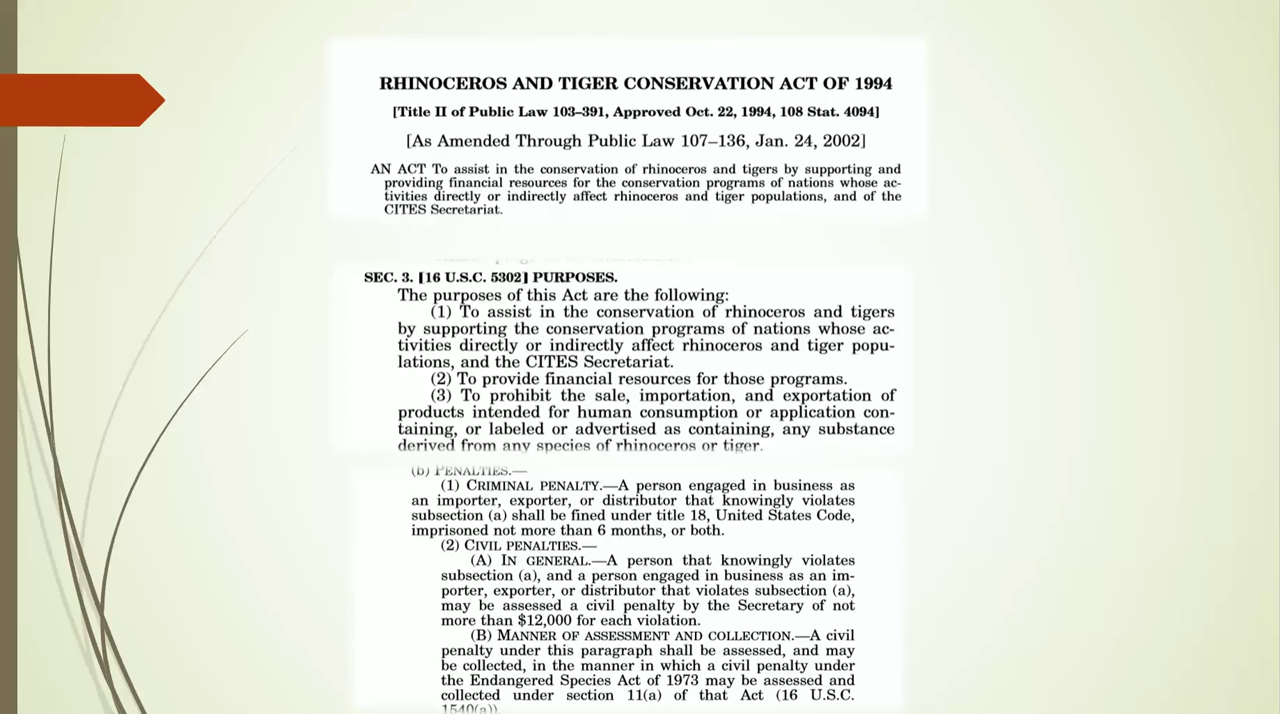 RHINOCEROS AND TIGER CONSERVATION ACT OF 1994
[Title II of Public Law 103–391, Approved Oct. 22, 1994, 108 Stat. 4094]
[As Amended Through Public Law 107–136, Jan. 24, 2002]
AN ACT To assist in the conservation of rhinoceros and tigers by supporting and
providing financial resources for the conservation programs of nations whose ac-
tivities directly or indirectly affect rhinoceros and tiger populations, and of the
CITES Secretariat.
SEC. 3. [16 U.S.C. 5302] PURPOSES.
The purposes of this Act are the following:
(1) To assist in the conservation of rhinoceros and tigers
by supporting the conservation programs of nations whose ac-
tivities directly or indirectly affect rhinoceros and tiger popu-
lations, and the CITES Secretariat.
(2) To provide financial resources for those programs.
(3) To prohibit the sale, importation, and exportation of
products intended for human consumption or application con-
taining, or labeled or advertised as containing, any substance
derived from any species of rhinoceros or tiger.
(b) PENALTIES.—
(1) CRIMINAL PENALTY.—A person engaged in business as
an importer, exporter, or distributor that knowingly violates
subsection (a) shall be fined under title 18, United States Code,
imprisoned not more than 6 months, or both.
(2) CIVIL PENALTIES.—
(A) IN GENERAL.—A person that knowingly violates
subsection (a), and a person engaged in business as an im-
porter, exporter, or distributor that violates subsection (a),
may be assessed a civil penalty by the Secretary of not
more than $12,000 for each violation.
(B) MANNER OF ASSESSMENT AND COLLECTION.—A civil
penalty under this paragraph shall be assessed, and may
be collected, in the manner in which a civil penalty under
the Endangered Species Act of 1973 may be assessed and
collected under section 11(a) of that Act (16 U.S.C.
1540(a)).